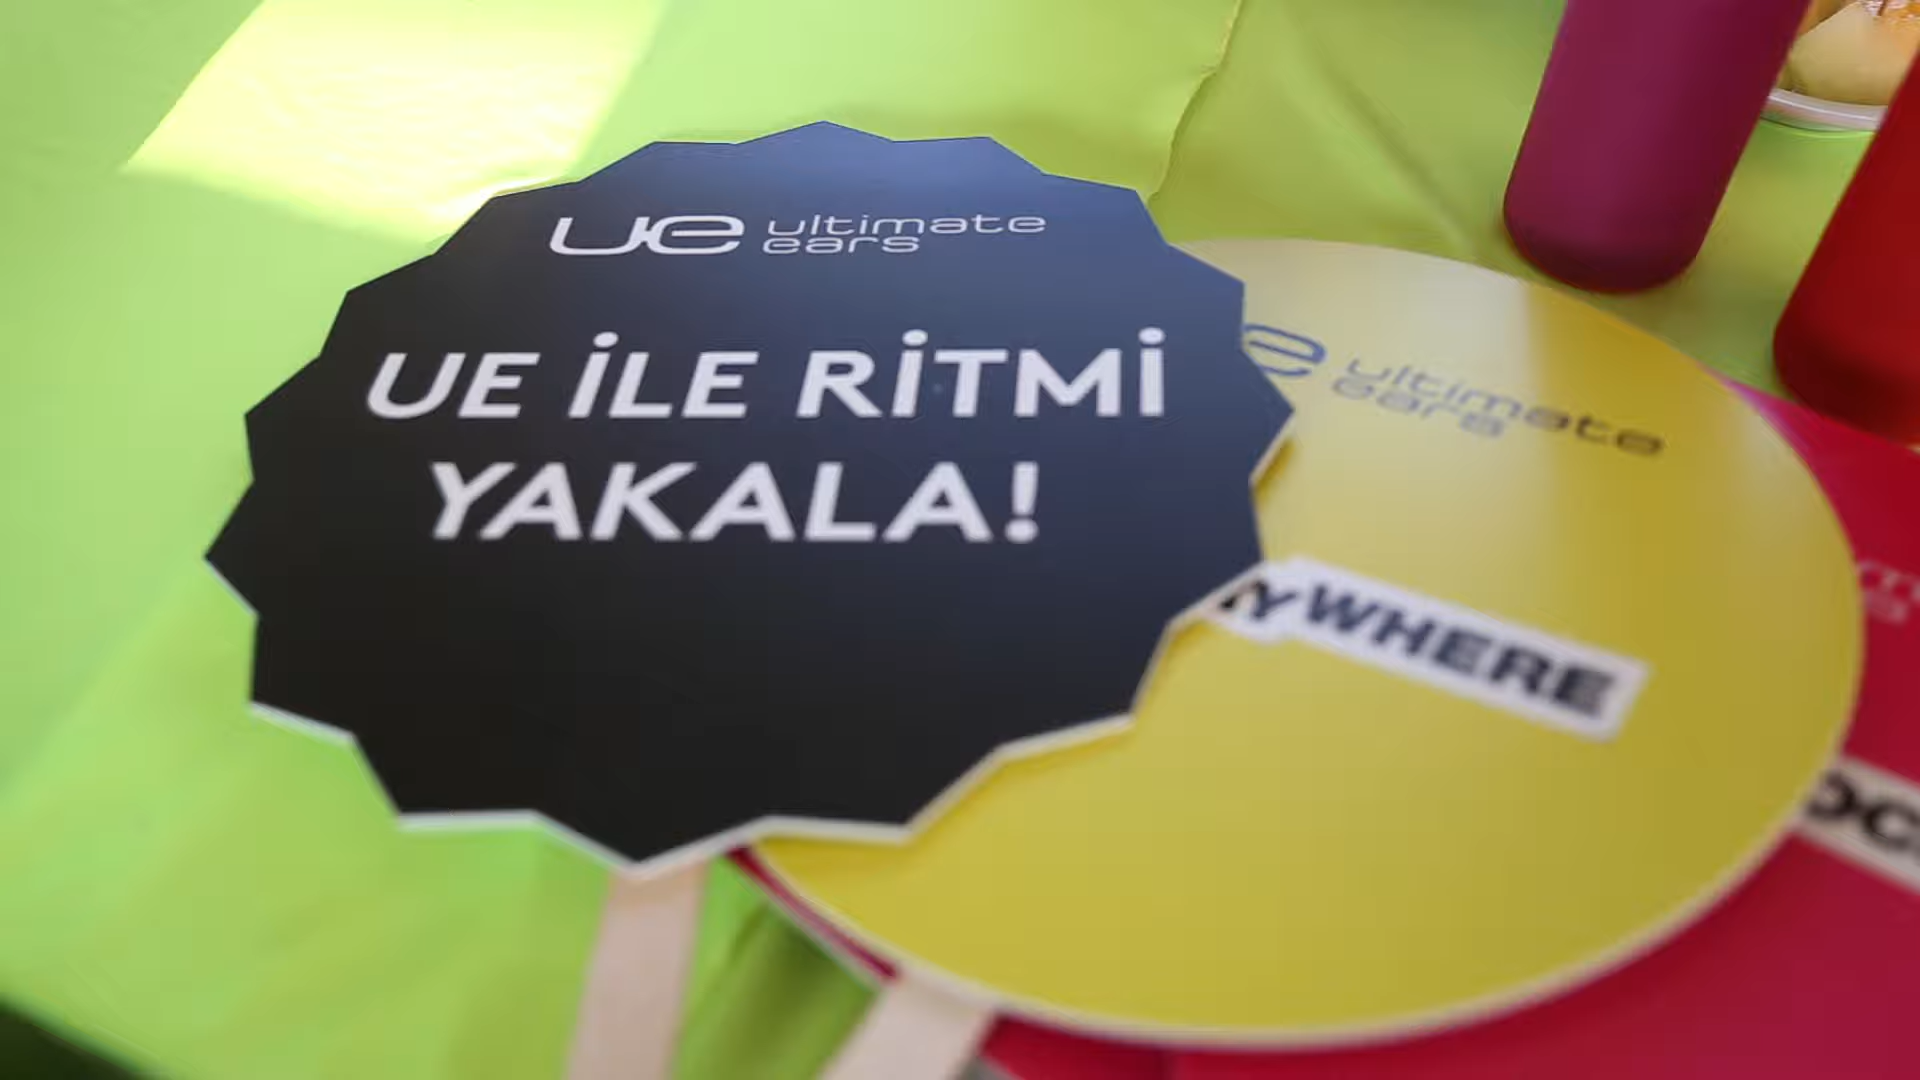 ue ultimate
ears
UE İLE RİTMİ
YAKALA!
ultimate
ears
YWHERE